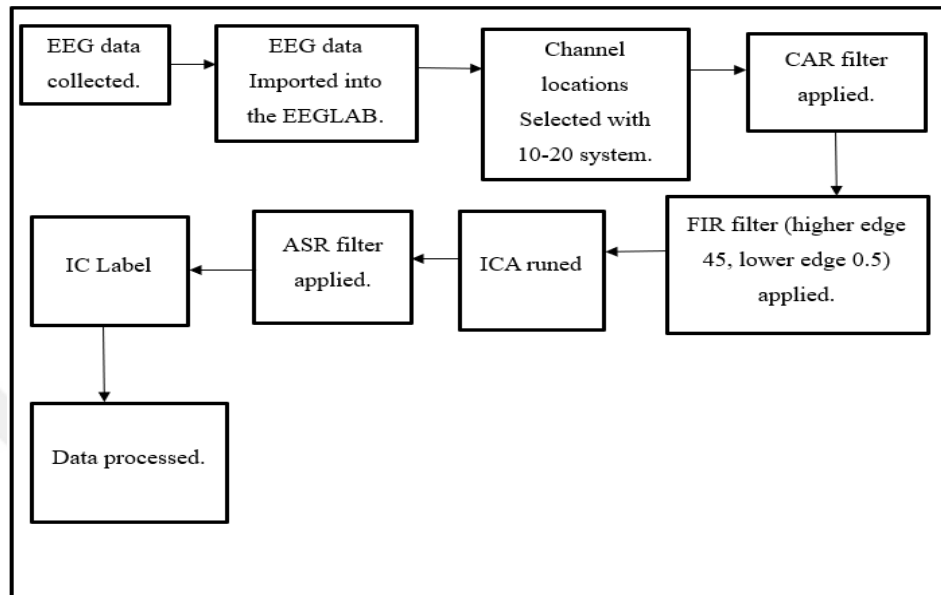 EEG data
collected.
EEG data
Imported into
the EEGLAB.
Channel
locations
Selected with
10-20 system.
CAR filter
applied.
FIR filter (higher edge
45, lower edge 0.5)
applied.
ICA runed
ASR filter
applied.
IC Label
Data processed.